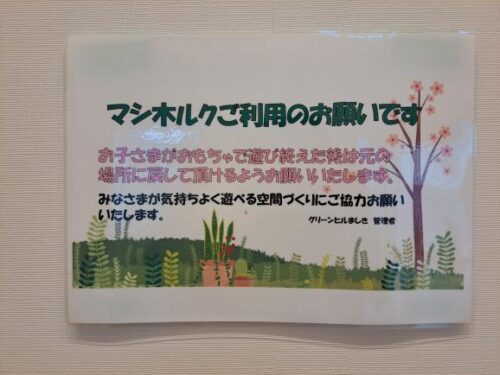 マシ木ルクご利用のお願いです
お子さまがおもちゃで遊び終えた後は元の
場所に戻して頂けるようお願いいたします。
みなさまが気持ちよく遊べる空間づくりにご協力お願い
いたします。
グリーンヒルましき 管理者